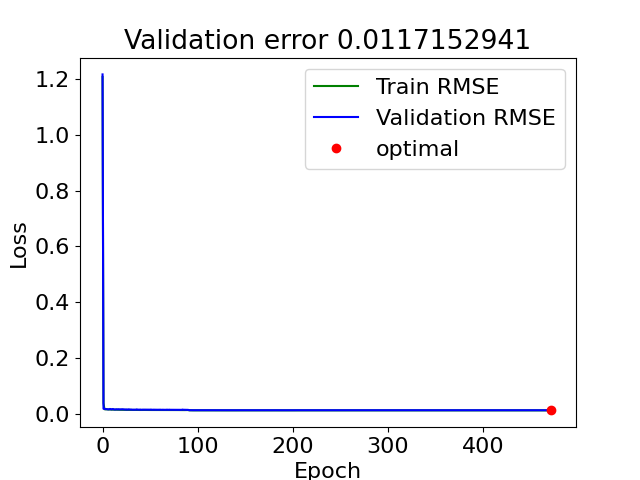 Validation error 0.0117152941
Train RMSE
Validation RMSE
optimal
1.2
1.0
0.8
0.6
0.4
0.2
0.0
Loss
0 100 200 300 400
Epoch